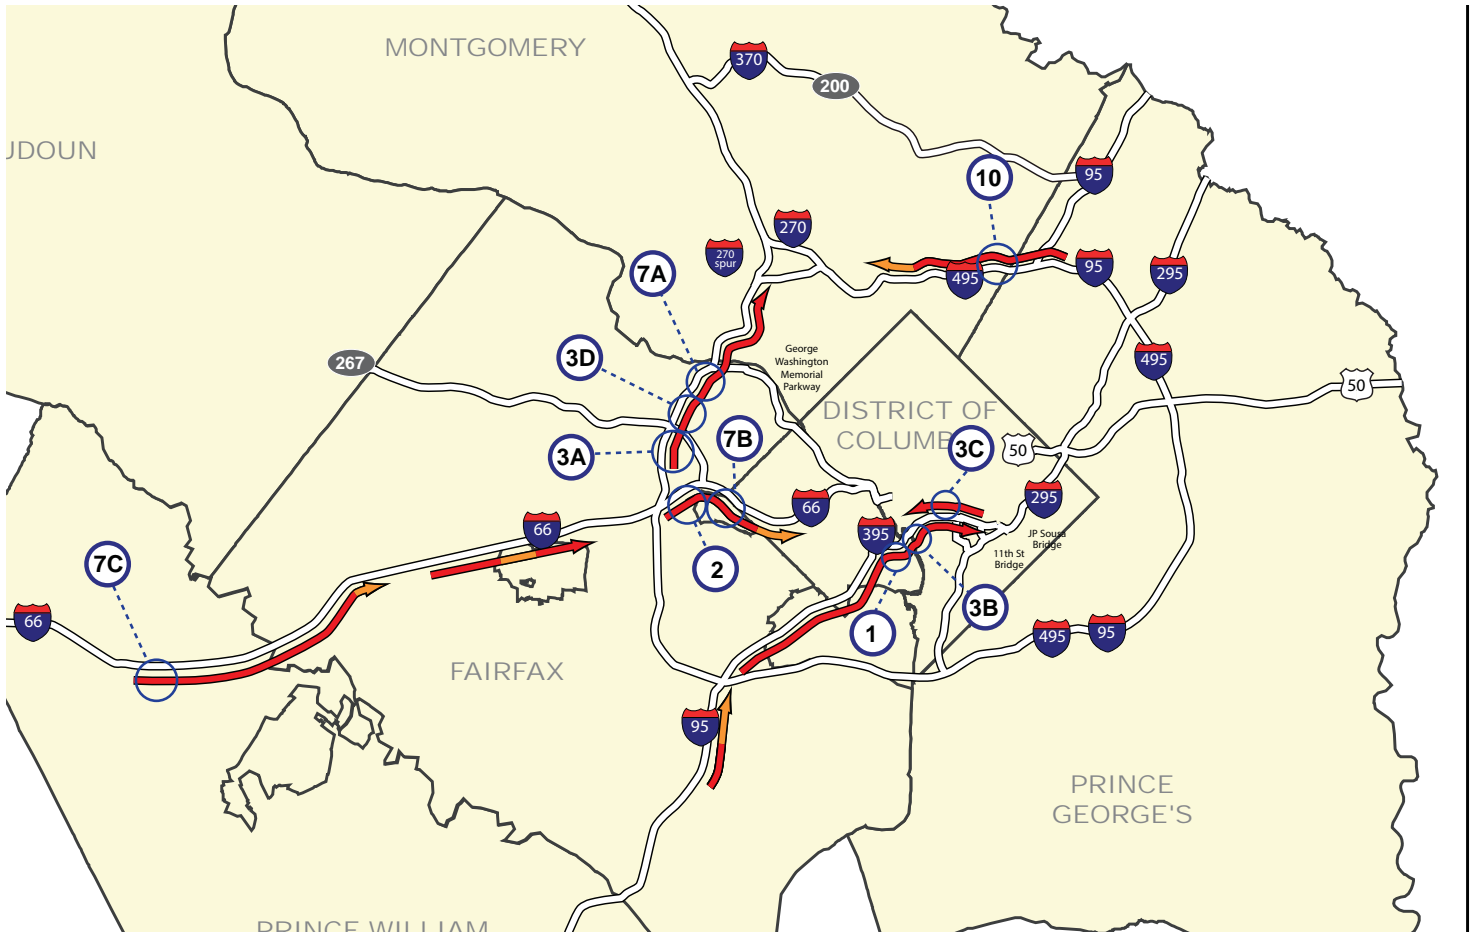 MONTGOMERY
370
200
UDOUN
95
10
270
270
spur
7A
495
95
295
3D
267
George
Washington
Memorial
Parkway
495
50
DISTRICT OF
COLUMB
3A
7B
3C
50
66
66
295
395
JP Sousa
Bridge
11th St
Bridge
7C
2
3B
66
1
495
95
FAIRFAX
95
PRINCE
GEORGE'S
PRINCE WILLIAM